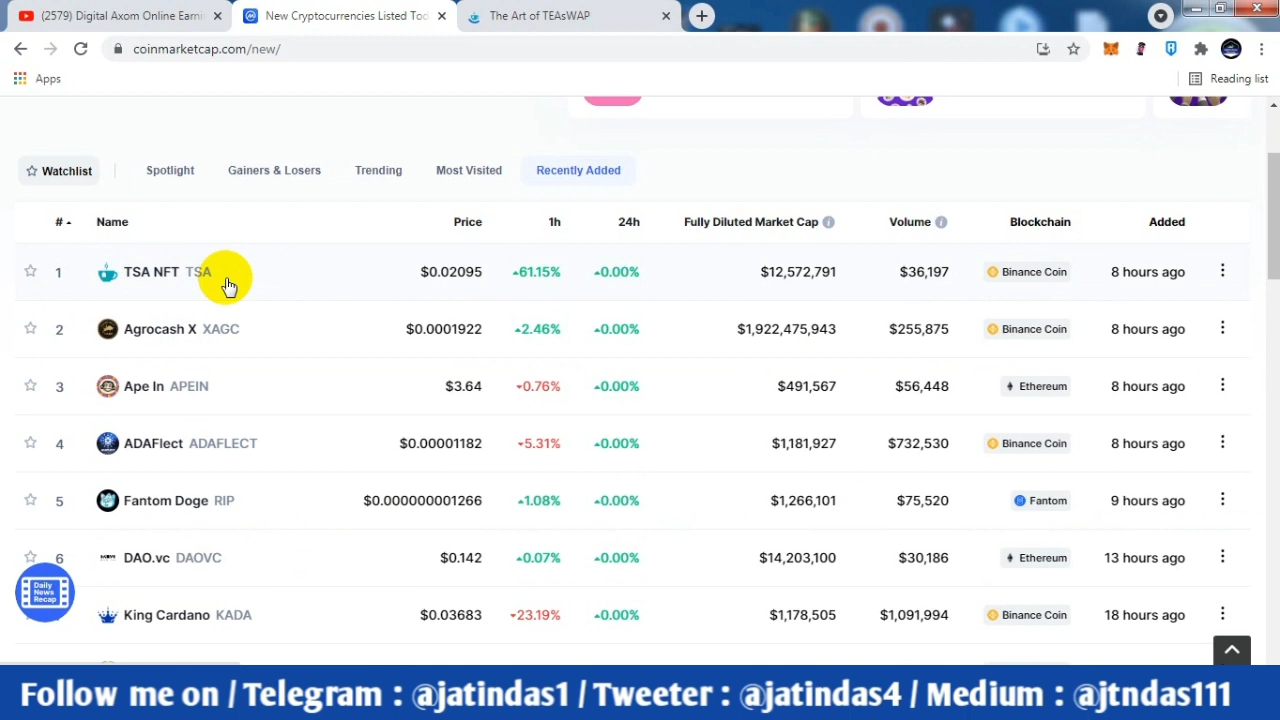 (2579) Digital Axom Online Earni
New Cryptocurrencies Listed Tod
The Art of TEAsWAP
coinmarketcap.com/new/
Apps
Reading list
Watchlist
Spotlight
Gainers & Losers
Trending
Most Visited
Recently Added
# Name Price 1h 24h Fully Diluted Market Cap Volume Blockchain Added
1 TSA NFT TSA $0.02095 61.15% 0.00% $12,572,791 $36,197 Binance Coin 8 hours ago
2 Agrocash X XAGC $0.0001922 2.46% 0.00% $1,922,475,943 $255,875 Binance Coin 8 hours ago
3 Ape In APEIN $3.64 0.76% 0.00% $491,567 $56,448 Ethereum 8 hours ago
4 ADAFlect ADAFLECT $0.00001182 5.31% 0.00% $1,181,927 $732,530 Binance Coin 8 hours ago
5 Fantom Doge RIP $0.000000001266 1.08% 0.00% $1,266,101 $75,520 Fantom 9 hours ago
6 DAO.vc DAOVC $0.142 0.07% 0.00% $14,203,100 $30,186 Ethereum 13 hours ago
Daily
News
Recap
King Cardano KADA $0.03683 23.19% 0.00% $1,178,505 $1,091,994 Binance Coin 18 hours ago
Follow me on / Telegram : @jatindas1 / Tweeter : @jatindas4 / Medium : @jtndas111